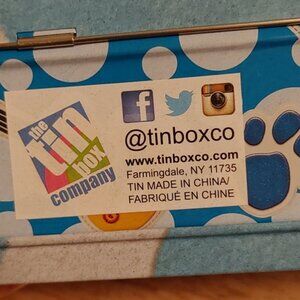 the
tin
box
company
@tinboxco
www.tinboxco.com
Farmingdale, NY 11735
TIN MADE IN CHINA/
FABRIQUÉ EN CHINE